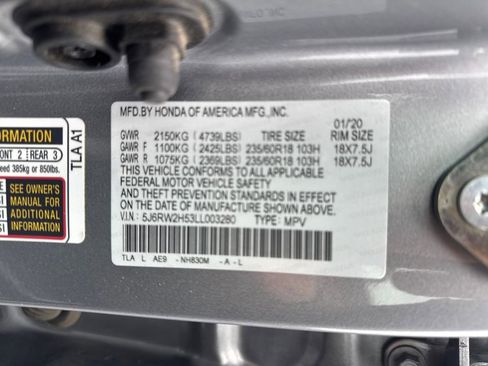 MFD.BY HONDA OF AMERICA MFG.,INC. 01/20
GVWR 2150KG (4739LBS) TIRE SIZE RIM SIZE
GAWR F 1100KG (2425LBS) 235/60R18 103H 18X7.5J
GAWR R 1075KG (2369LBS) 235/60R18 103H 18X7.5J
THIS VEHICLE CONFORMS TO ALL APPLICABLE
FEDERAL MOTOR VEHICLE SAFETY
AND THEFT PREVENTION STANDARDS IN EFFECT ON
THE DATE OF MANUFACTURE SHOWN ABOVE.
V.I.N: 5J6RW2H53LL003280 TYPE: MPV
TLA L AE9 - NH830M - A - L
ORMATION
ONT 2 REAR 3
eed 385kg or 850lbs.
SEE OWNER'S
MANUAL FOR
ADDITIONAL
INFORMATION
SI
SI
SI
TLA A1